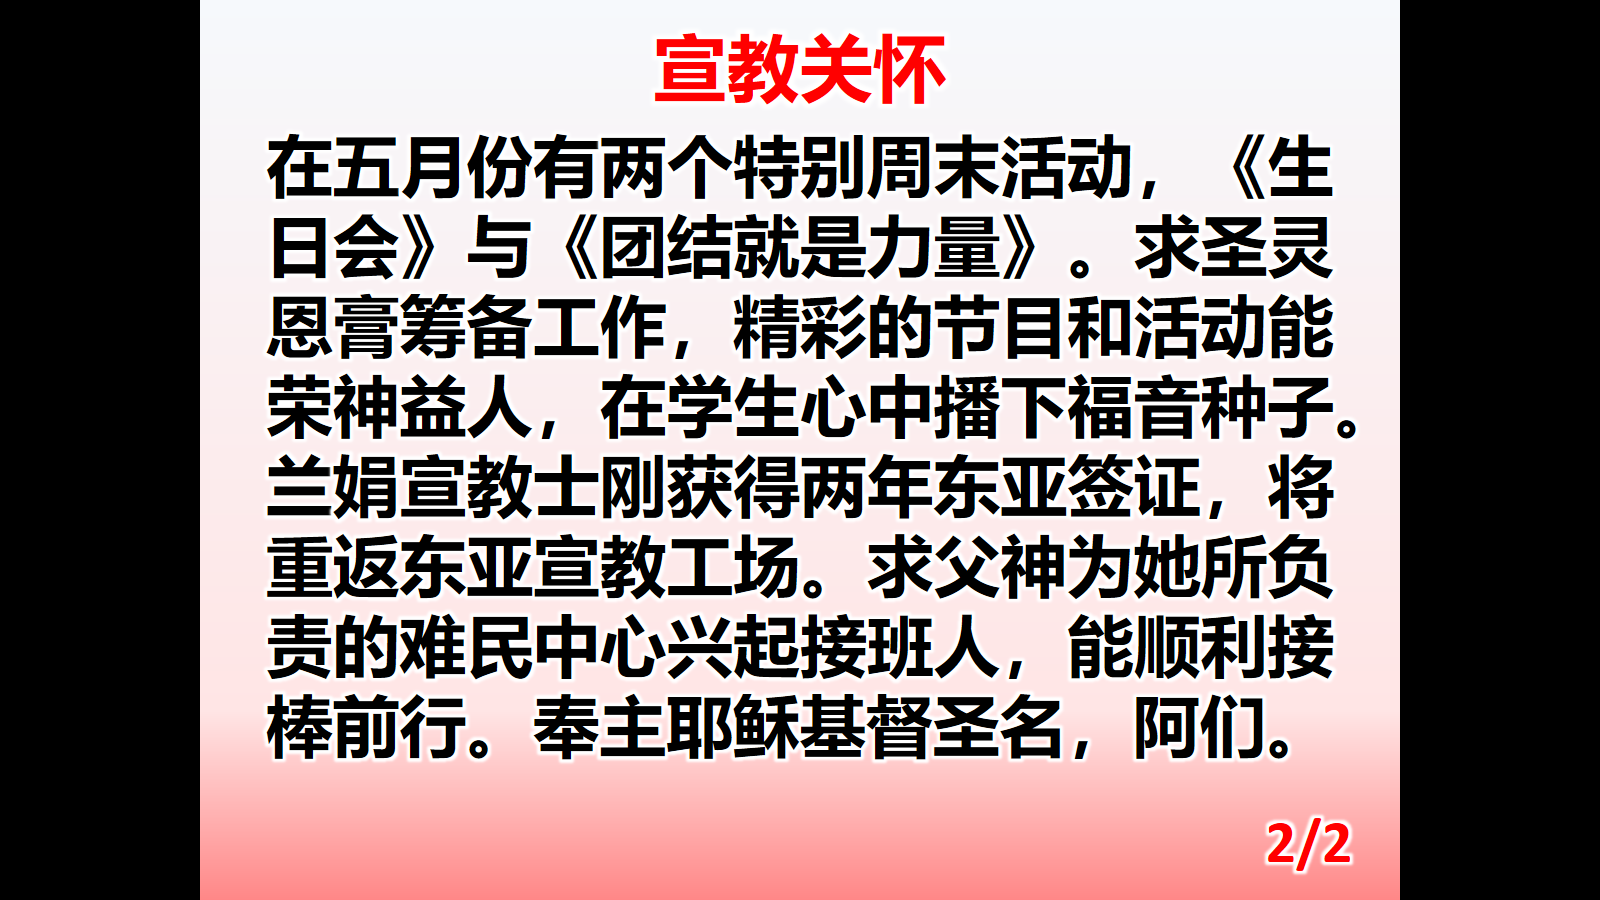 宣教关怀
在五月份有两个特别周末活动，《生
日会》与《团结就是力量》。求圣灵
恩膏筹备工作，精彩的节目和活动能
荣神益人，在学生心中播下福音种子。
兰娟宣教士刚获得两年东亚签证，将
重返东亚宣教工场。求父神为她所负
责的难民中心兴起接班人，能顺利接
棒前行。奉主耶稣基督圣名，阿们。
2/2